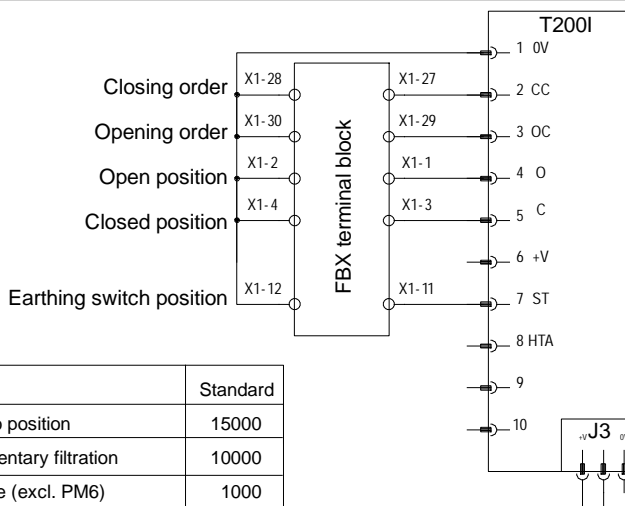 T200I
1 0V
Closing order X1-28 X1-27 2 CC
Opening order X1-30 X1-29 3 OC
Open position X1-2 X1-1 4 O
Closed position X1-4 X1-3 5 C
6 +V
Earthing switch position X1-12 X1-11 7 ST
8 HTA
9
10
FBX terminal block
+V J3
Standard
position 15000
entary filtration 10000
(excl. PM6) 1000